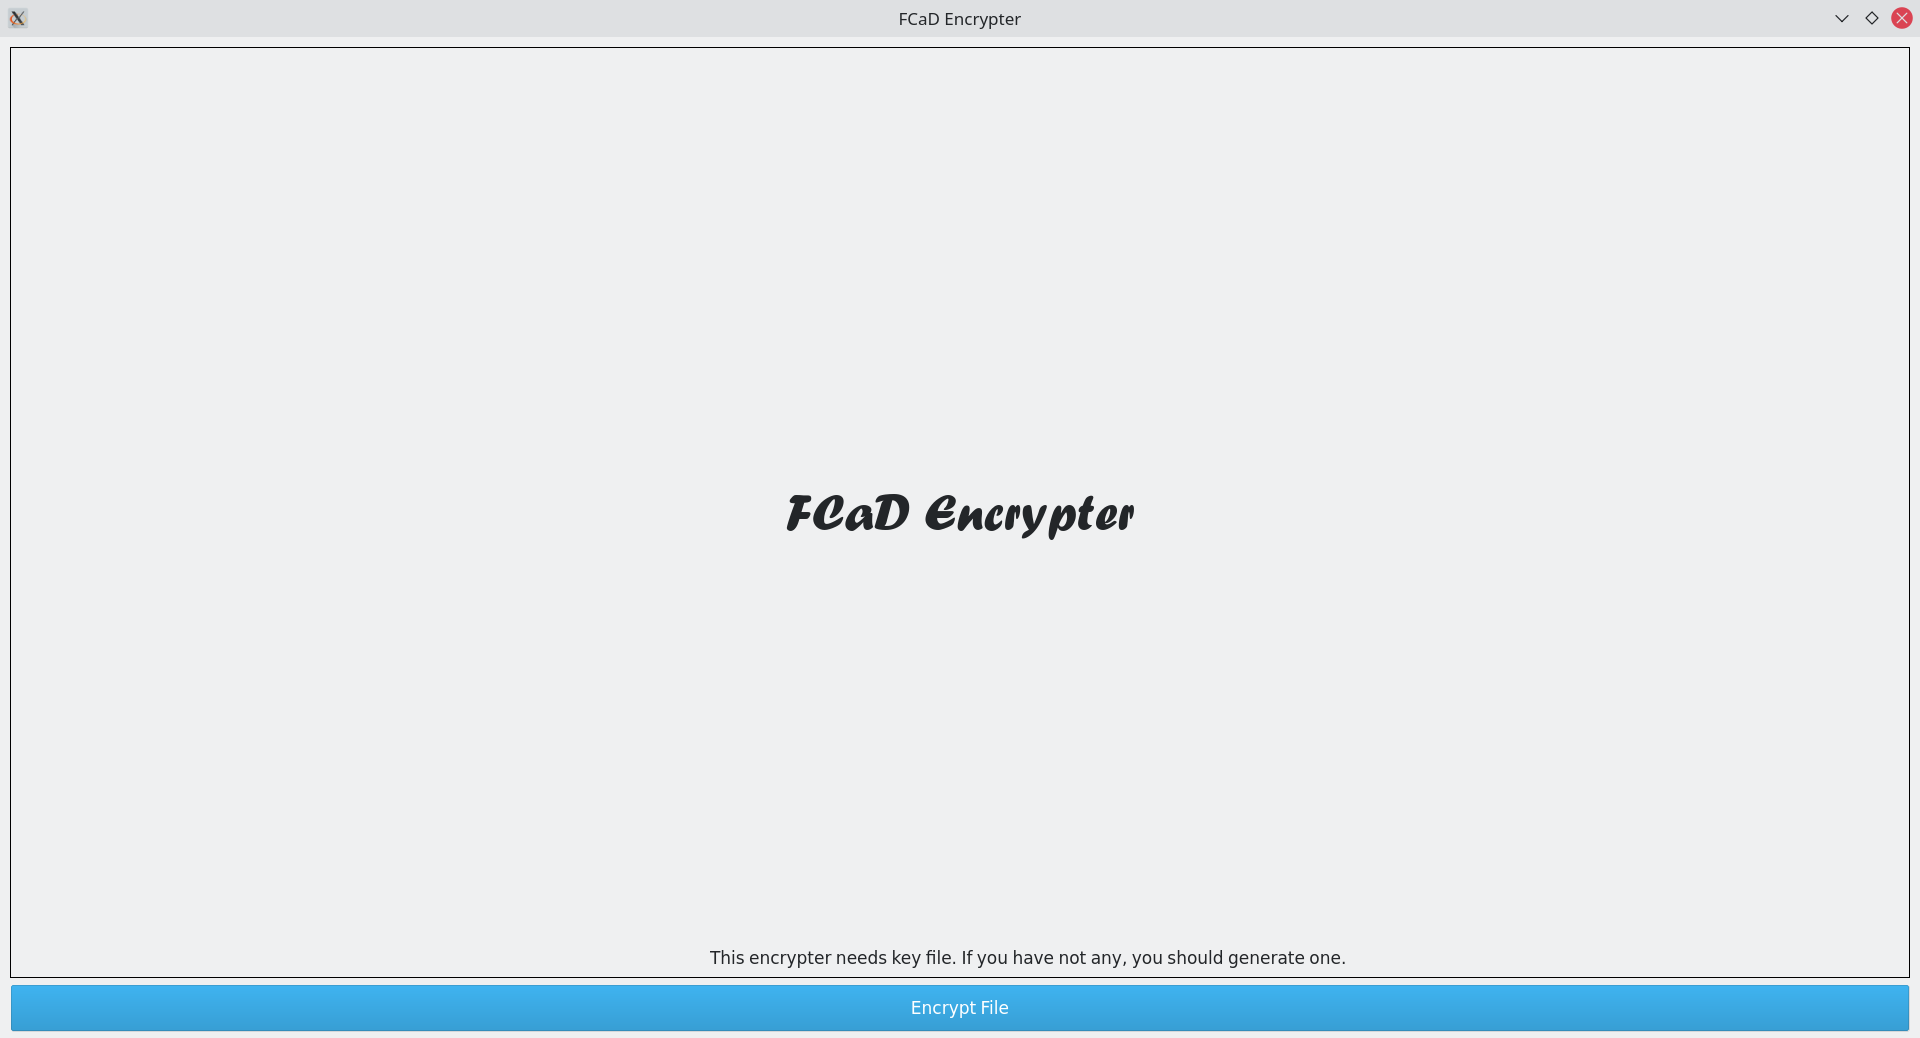 FCaD Encrypter
FCaD Encrypter
This encrypter needs key file. If you have not any, you should generate one.
Encrypt File